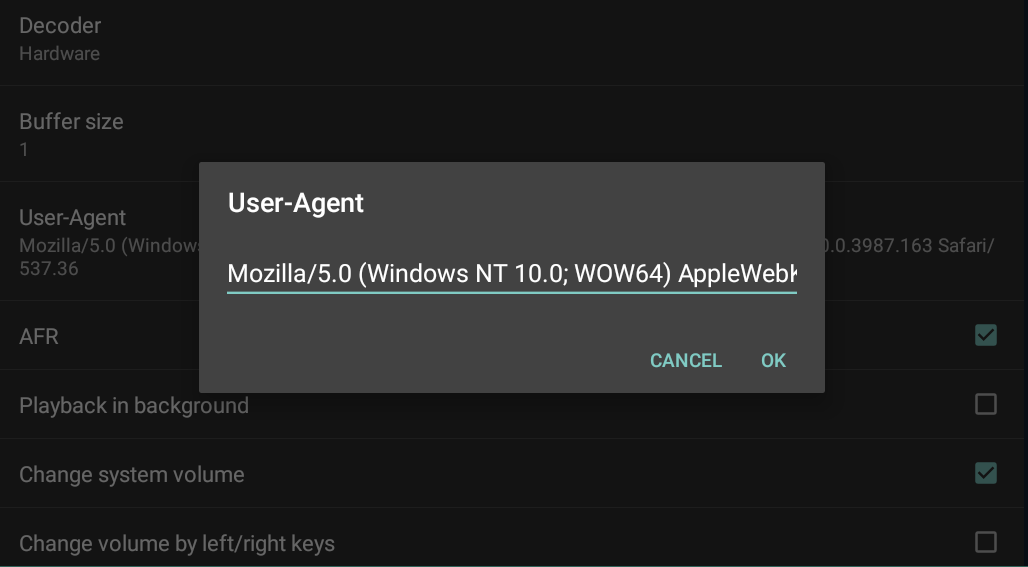 Decoder
Hardware
Buffer size
1
User-Agent
Mozilla/5.0 (Window
0.0.3987.163 Safari/
537.36
User-Agent
Mozilla/5.0 (Windows NT 10.0; WOW64) AppleWebK
CANCEL OK
AFR
Playback in background
Change system volume
Change volume by left/right keys